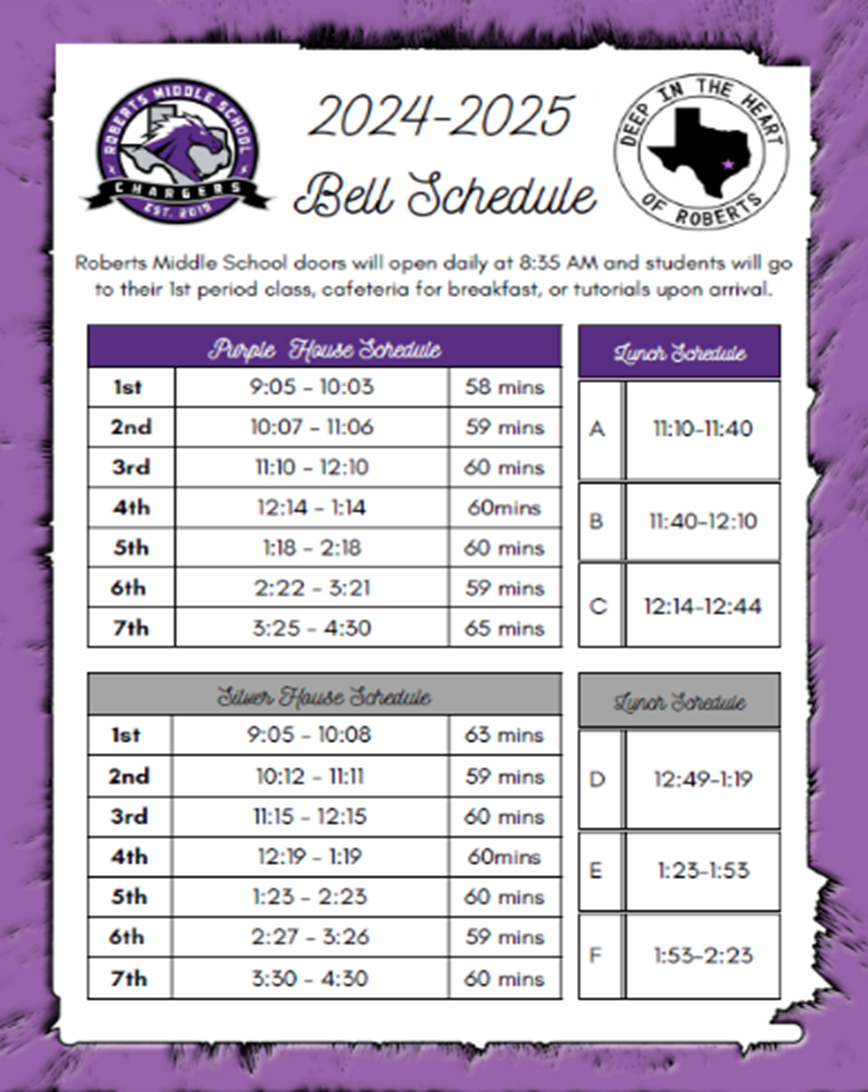 ROBERTS MIDDLE SCHOOL
CHARGERS
EST. 2019
2024-2025
Bell Schedule
DEEP IN THE HEART
OF ROBERTS
Roberts Middle School doors will open daily at 8:35 AM and students will go
to their 1st period class, cafeteria for breakfast, or tutorials upon arrival.
Purple House Schedule
1st 9:05 - 10:03 58 mins
2nd 10:07 - 11:06 59 mins
3rd 11:10 - 12:10 60 mins
4th 12:14 - 1:14 60mins
5th 1:18 - 2:18 60 mins
6th 2:22 - 3:21 59 mins
7th 3:25 - 4:30 65 mins
Lunch Schedule
A 11:10-11:40
B 11:40-12:10
C 12:14-12:44
Silver House Schedule
1st 9:05 - 10:08 63 mins
2nd 10:12 - 11:11 59 mins
3rd 11:15 - 12:15 60 mins
4th 12:19 - 1:19 60mins
5th 1:23 - 2:23 60 mins
6th 2:27 - 3:26 59 mins
7th 3:30 - 4:30 60 mins
Lunch Schedule
D 12:49-1:19
E 1:23-1:53
F 1:53-2:23